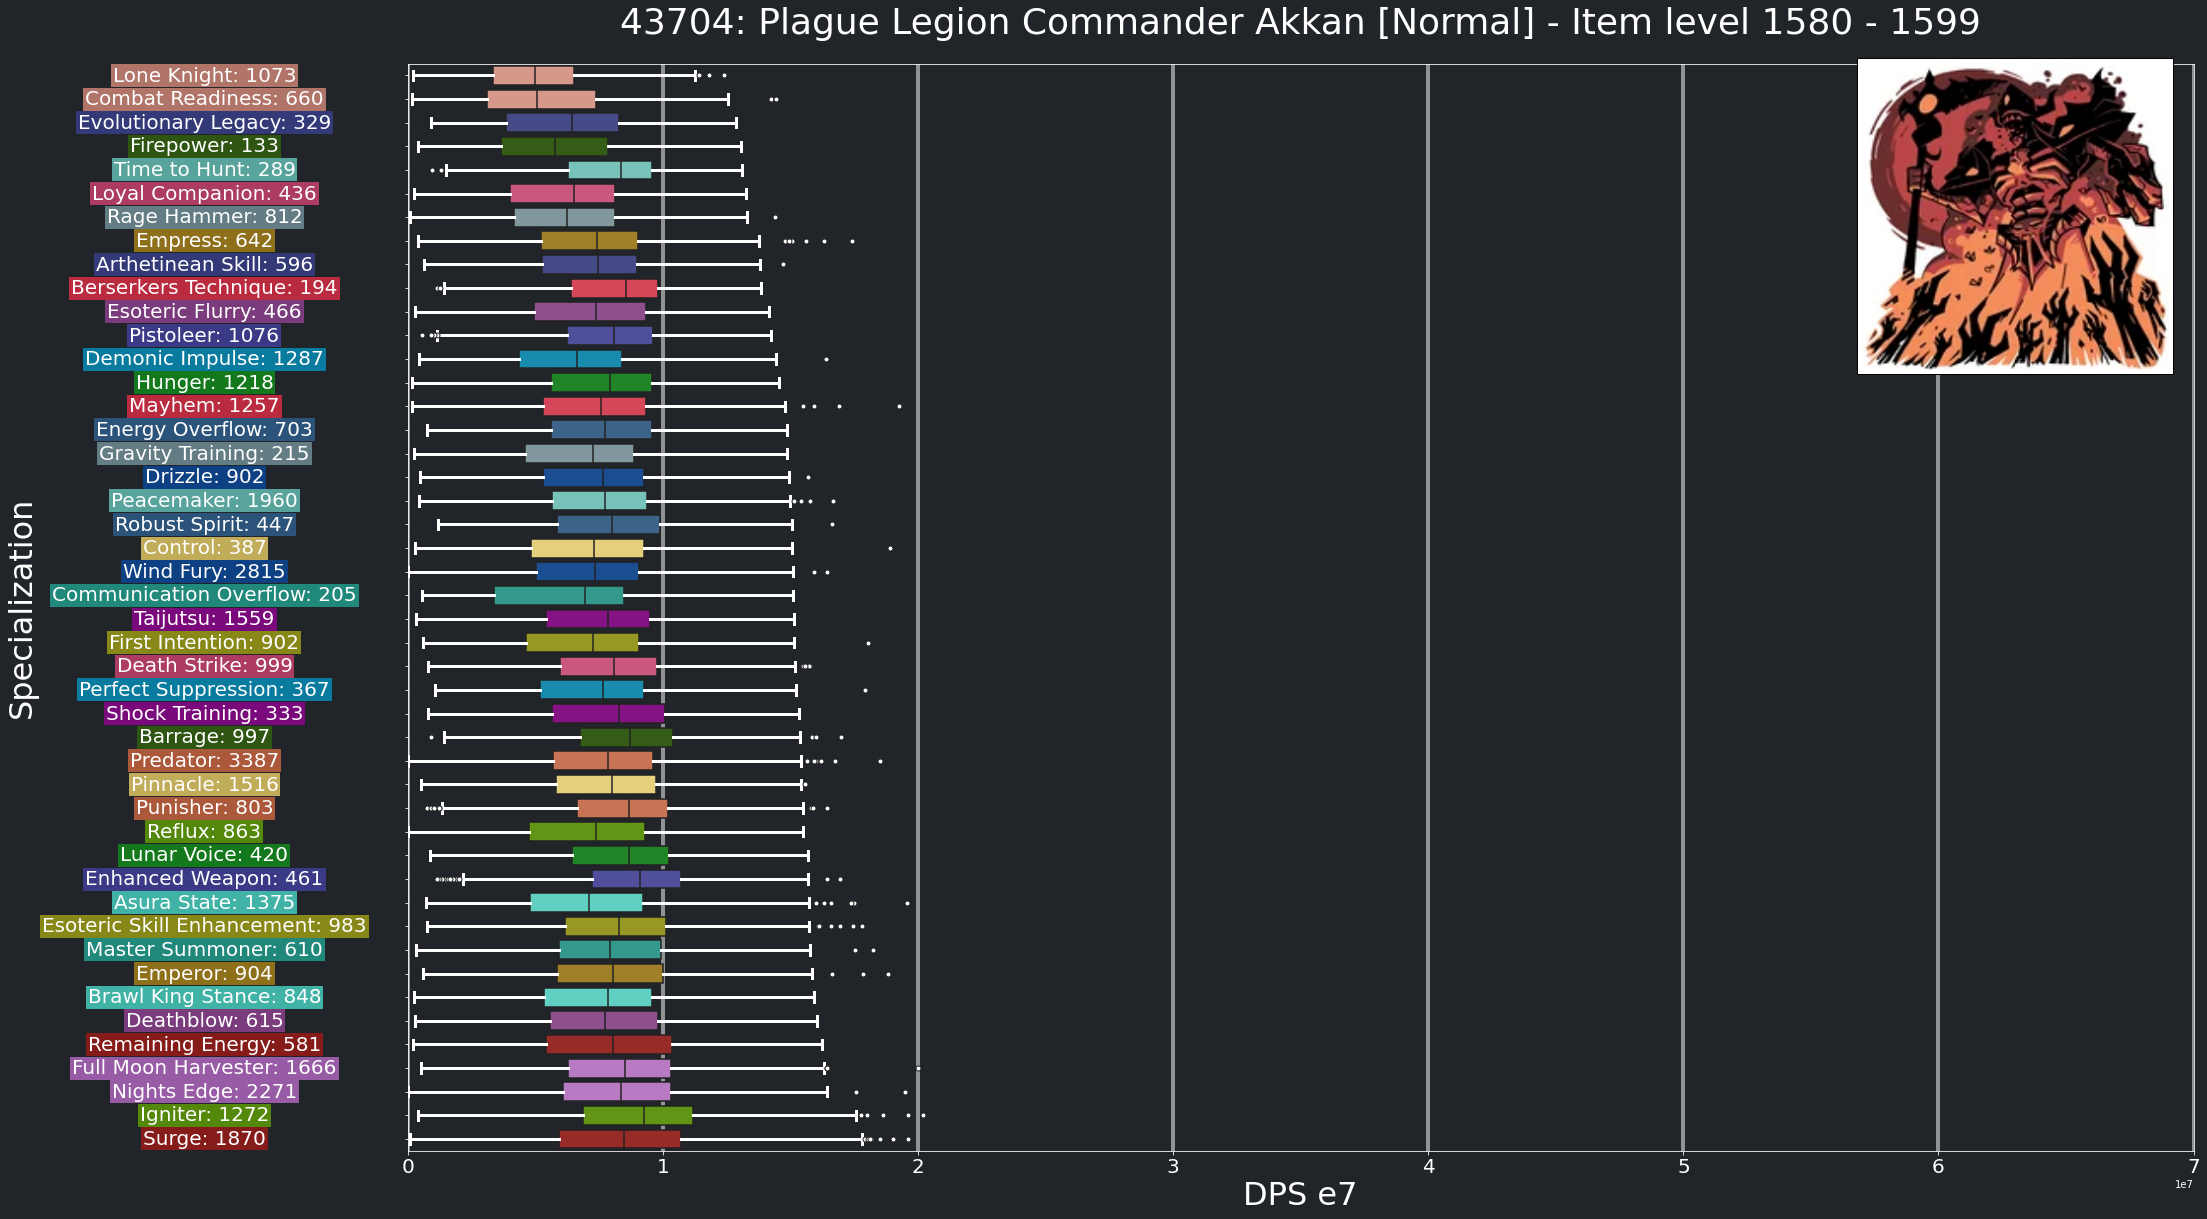 43704: Plague Legion Commander Akkan [Normal] - Item level 1580 - 1599
Specialization
Lone Knight: 1073
Combat Readiness: 660
Evolutionary Legacy: 329
Firepower: 133
Time to Hunt: 289
Loyal Companion: 436
Rage Hammer: 812
Empress: 642
Arthetinean Skill: 596
Berserkers Technique: 194
Esoteric Flurry: 466
Pistoleer: 1076
Demonic Impulse: 1287
Hunger: 1218
Mayhem: 1257
Energy Overflow: 703
Gravity Training: 215
Drizzle: 902
Peacemaker: 1960
Robust Spirit: 447
Control: 387
Wind Fury: 2815
Communication Overflow: 205
Taijutsu: 1559
First Intention: 902
Death Strike: 999
Perfect Suppression: 367
Shock Training: 333
Barrage: 997
Predator: 3387
Pinnacle: 1516
Punisher: 803
Reflux: 863
Lunar Voice: 420
Enhanced Weapon: 461
Asura State: 1375
Esoteric Skill Enhancement: 983
Master Summoner: 610
Emperor: 904
Brawl King Stance: 848
Deathblow: 615
Remaining Energy: 581
Full Moon Harvester: 1666
Nights Edge: 2271
Igniter: 1272
Surge: 1870
0 1 2 3 4 5 6 7
1e7
DPS e7